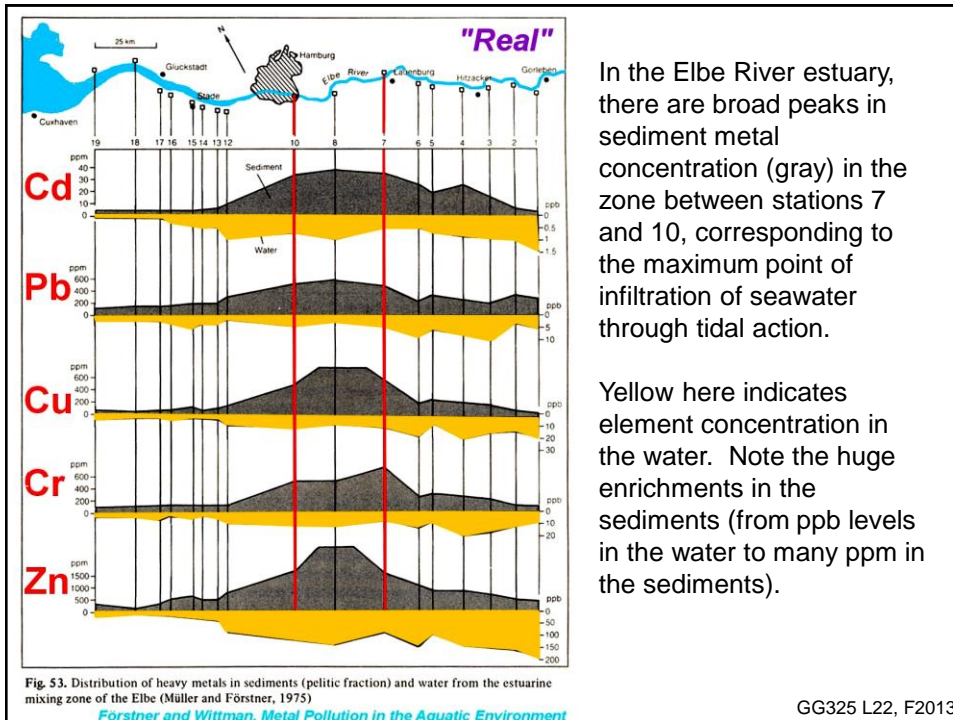 "Real"
25 km
N
Hamburg
Gluckstadt
Stade
Elbe River
Lauenburg
Hitzacker
Gorleben
Cuxhaven
19 18 17 16 15 14 13 12 10 8 7 6 5 4 3 2 1
Cd
ppm
40
30
20
10
0
Sediment
Water
ppb
0
0.5
1
1.5
Pb
ppm
600
400
200
0
ppb
0
5
10
Cu
ppm
600
400
200
0
ppb
0
10
20
30
Cr
ppm
600
400
200
0
ppb
0
10
20
Zn
ppm
1500
1000
500
0
ppb
0
50
100
150
200
Fig. 53. Distribution of heavy metals in sediments (pelitic fraction) and water from the estuarine
mixing zone of the Elbe (Müller and Förstner, 1975)
Förstner and Wittman, Metal Pollution in the Aquatic Environment
In the Elbe River estuary,
there are broad peaks in
sediment metal
concentration (gray) in the
zone between stations 7
and 10, corresponding to
the maximum point of
infiltration of seawater
through tidal action.
Yellow here indicates
element concentration in
the water. Note the huge
enrichments in the
sediments (from ppb levels
in the water to many ppm in
the sediments).
GG325 L22, F2013